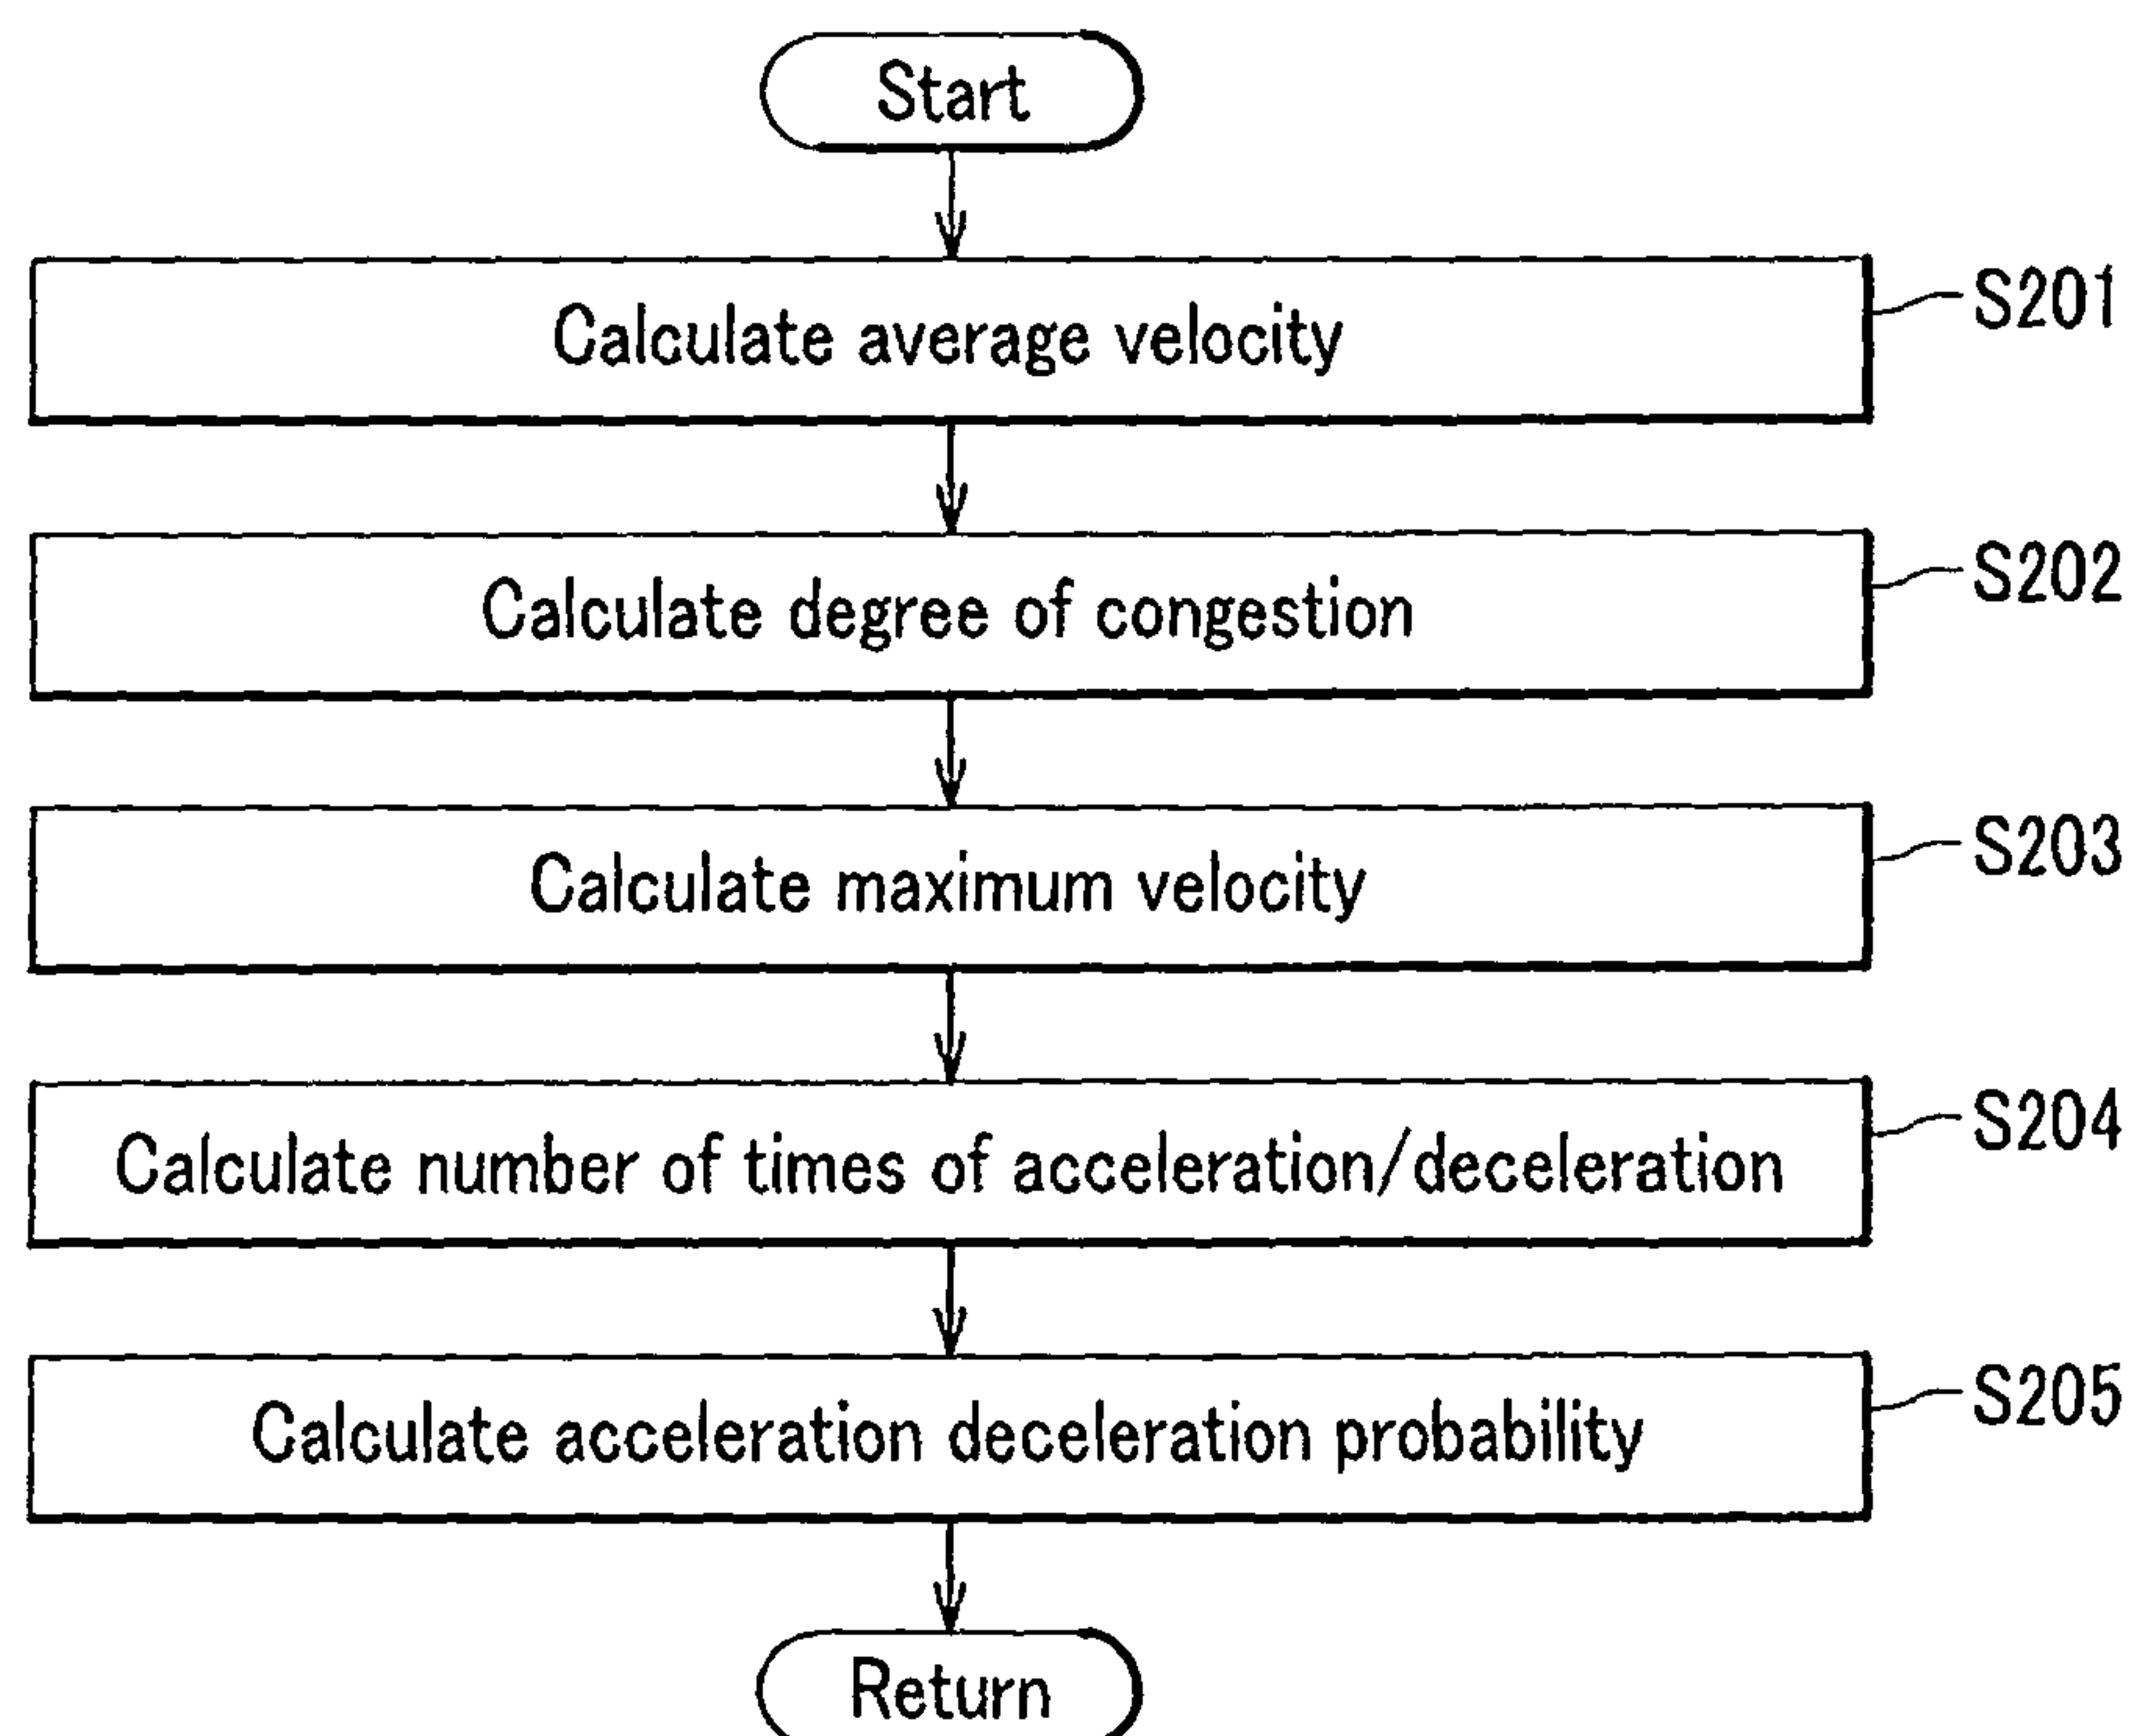 Start
Calculate average velocity
S201
Calculate degree of congestion
S202
Calculate maximum velocity
S203
Calculate number of times of acceleration/deceleration
S204
Calculate acceleration deceleration probability
S205
Return